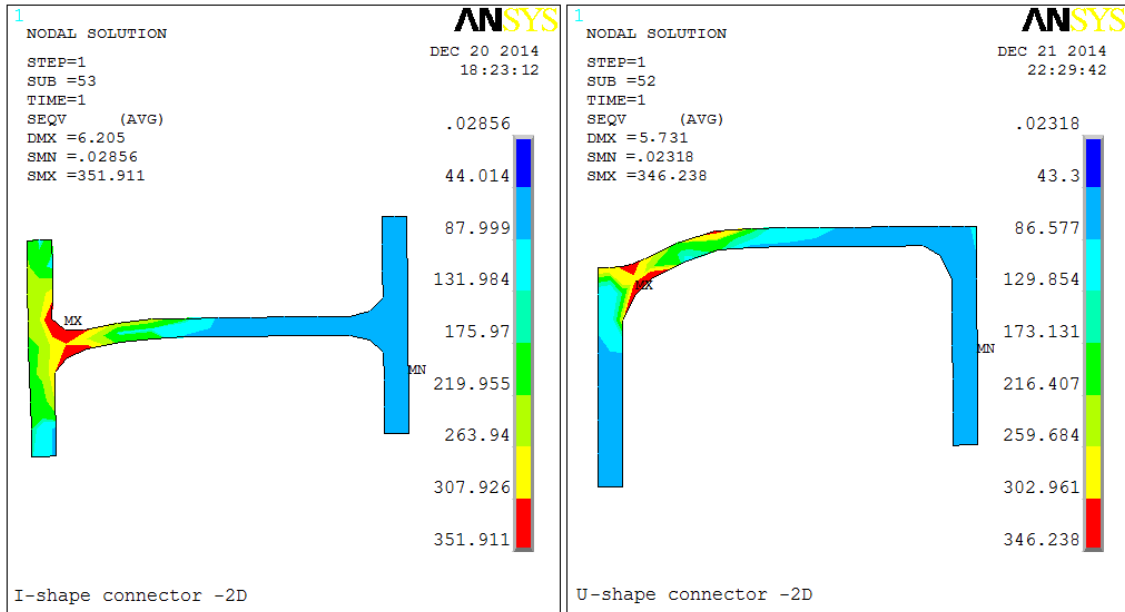 1
ANSYS
NODAL SOLUTION
DEC 20 2014
18:23:12
STEP=1
SUB =53
TIME=1
SEQV (AVG)
DMX =6.205
SMN =.02856
SMX =351.911
.02856
44.014
87.999
131.984
175.97
219.955
263.94
307.926
351.911
MX
MN
I-shape connector -2D
1
ANSYS
NODAL SOLUTION
DEC 21 2014
22:29:42
STEP=1
SUB =52
TIME=1
SEQV (AVG)
DMX =5.731
SMN =.02318
SMX =346.238
.02318
43.3
86.577
129.854
173.131
216.407
259.684
302.961
346.238
MX
MN
U-shape connector -2D